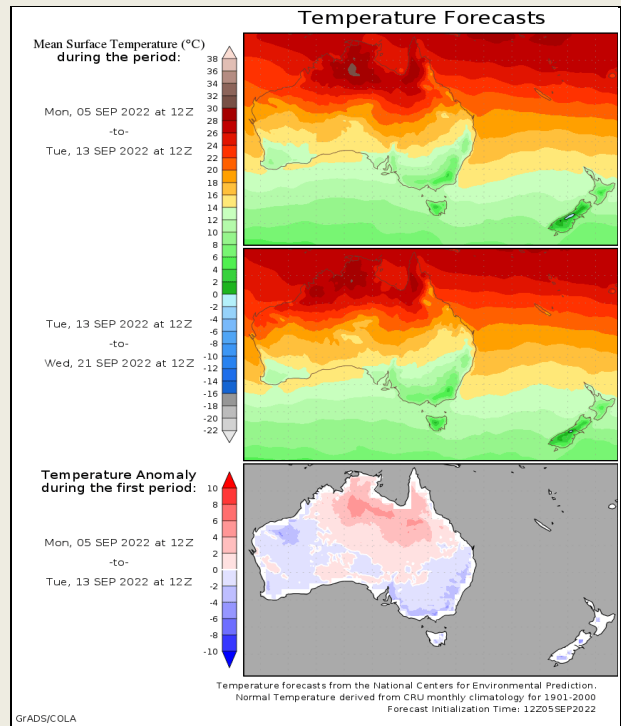 Temperature Forecasts
Mean Surface Temperature (°C)
during the period:
Mon, 05 SEP 2022 at 12Z
-to-
Tue, 13 SEP 2022 at 12Z
38
36
34
32
30
28
26
24
22
20
18
16
14
12
10
8
6
4
2
0
-2
-4
-6
-8
-10
-12
-14
-16
-17
-18
-20
-22
Tue, 13 SEP 2022 at 12Z
-to-
Wed, 21 SEP 2022 at 12Z
Temperature Anomaly
during the first period:
Mon, 05 SEP 2022 at 12Z
-to-
Tue, 13 SEP 2022 at 12Z
10
8
6
4
2
0
-2
-4
-6
-8
-10
Temperature forecasts from the National Centers for Environmental Prediction.
Normal Temperature derived from CRU monthly climatology for 1901-2000
Forecast Initialization Time: 12Z05SEP2022
GrADS/COLA